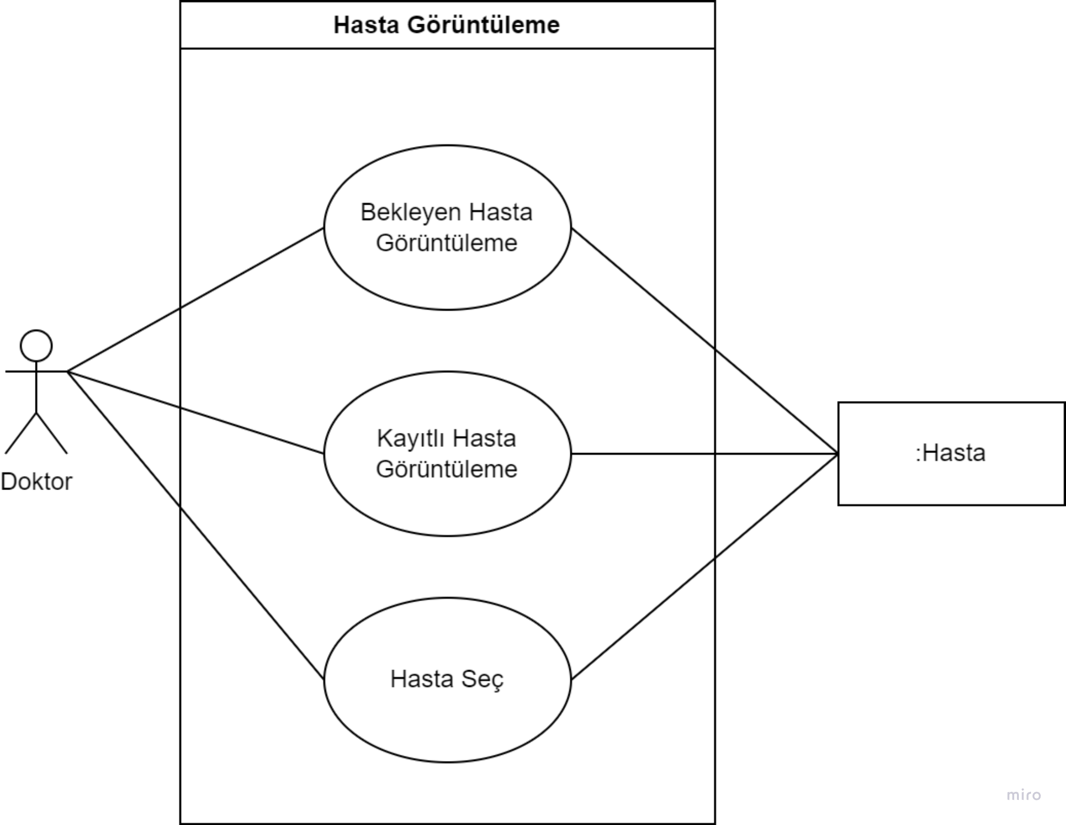 Hasta Görüntüleme
Bekleyen Hasta
Görüntüleme
Kayıtlı Hasta
Görüntüleme
:Hasta
Doktor
Hasta Seç
miro